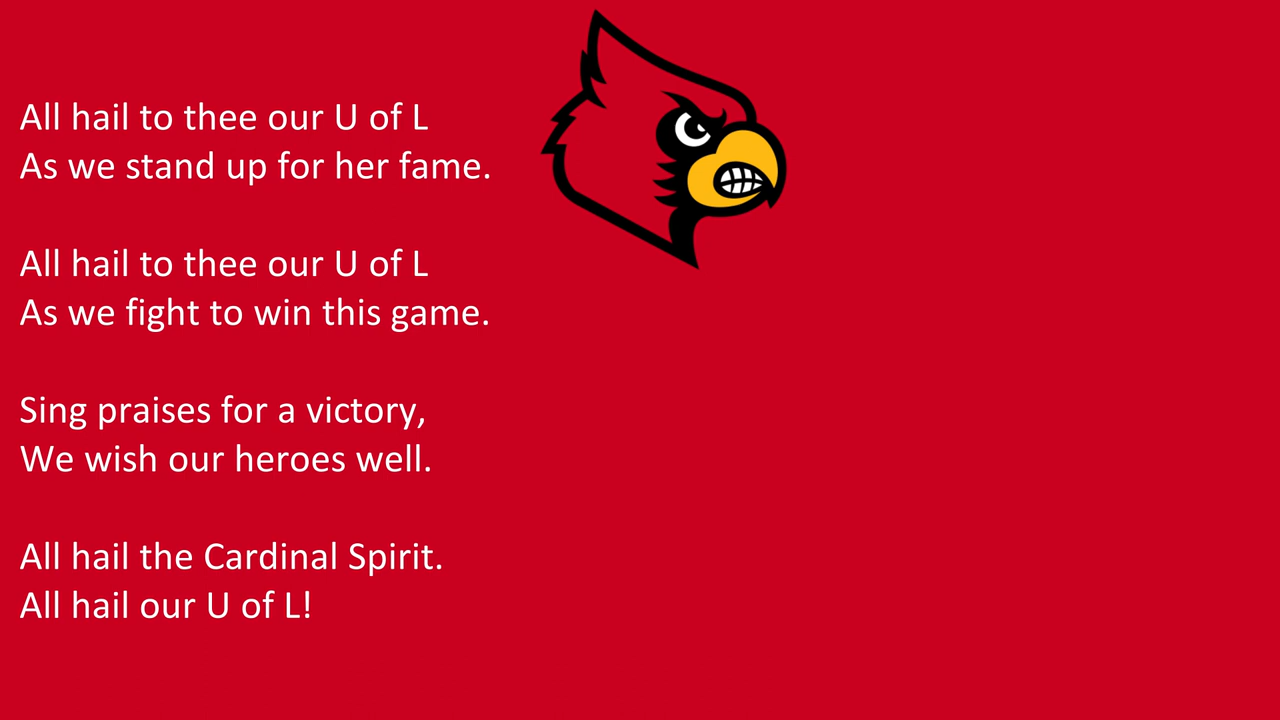 All hail to thee our U of L
As we stand up for her fame.
All hail to thee our U of L
As we fight to win this game.
Sing praises for a victory,
We wish our heroes well.
All hail the Cardinal Spirit.
All hail our U of L!